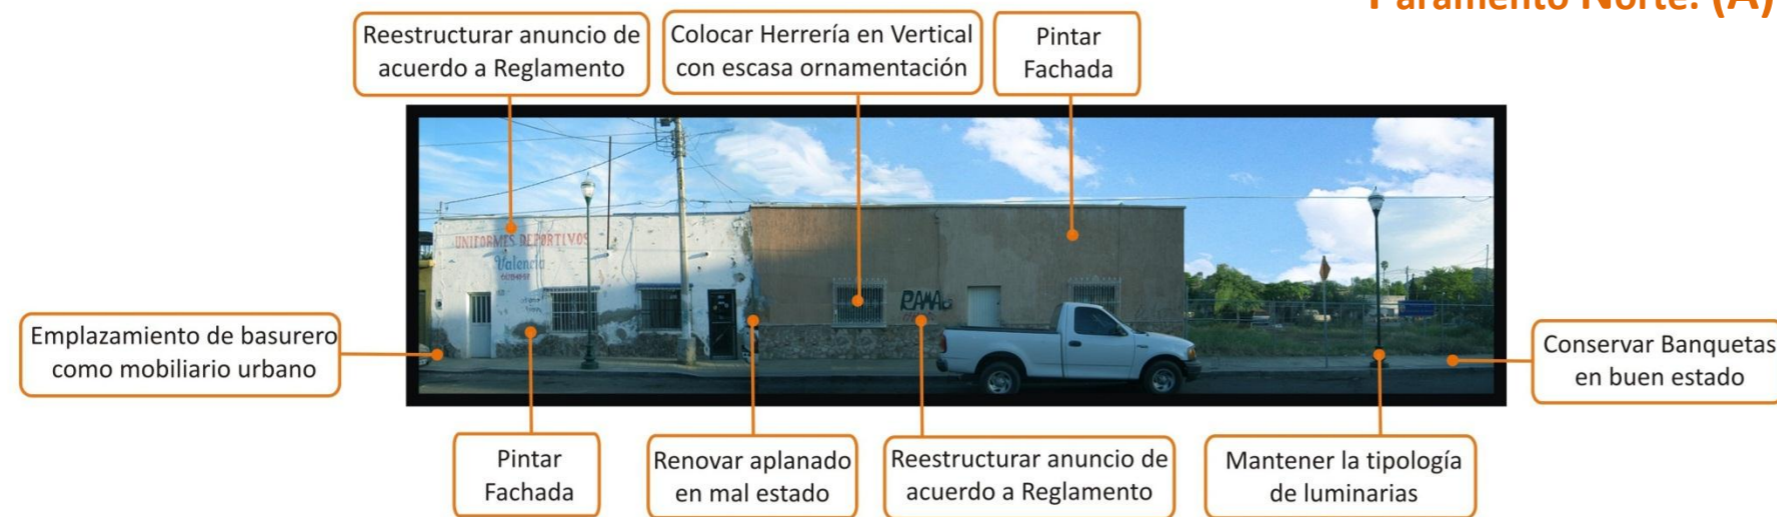 Paramento Norte. (A)
Reestructurar anuncio de
acuerdo a Reglamento
Colocar Herrería en Vertical
con escasa ornamentación
Pintar
Fachada
UNIFORMES DEPORTIVOS
Valencia
Emplazamiento de basurero
como mobiliario urbano
Conservar Banquetas
en buen estado
Pintar
Fachada
Renovar aplanado
en mal estado
Reestructurar anuncio de
acuerdo a Reglamento
Mantener la tipología
de luminarias